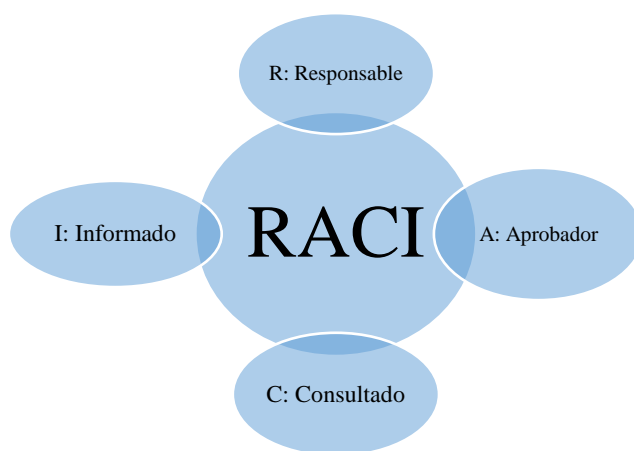 R: Responsable
I: Informado
RACI
A: Aprobador
C: Consultado